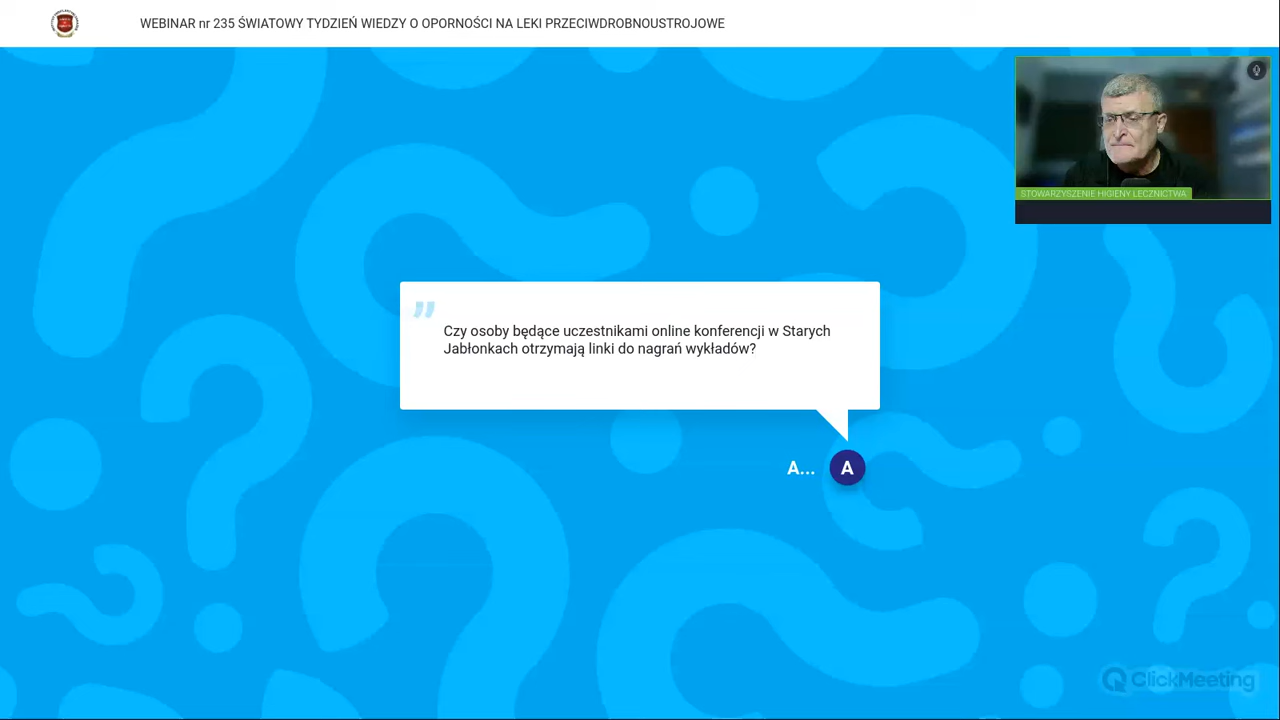 WEBINAR nr 235 ŚWIATOWY TYDZIEŃ WIEDZY O OPORNOŚCI NA LEKI PRZECIWDROBNOUSTROJOWE
STOWARZYSZENIE HIGIENY LECZNICTWA
Czy osoby będące uczestnikami online konferencji w Starych
Jabłonkach otrzymają linki do nagrań wykładów?
A... A
ClickMeeting